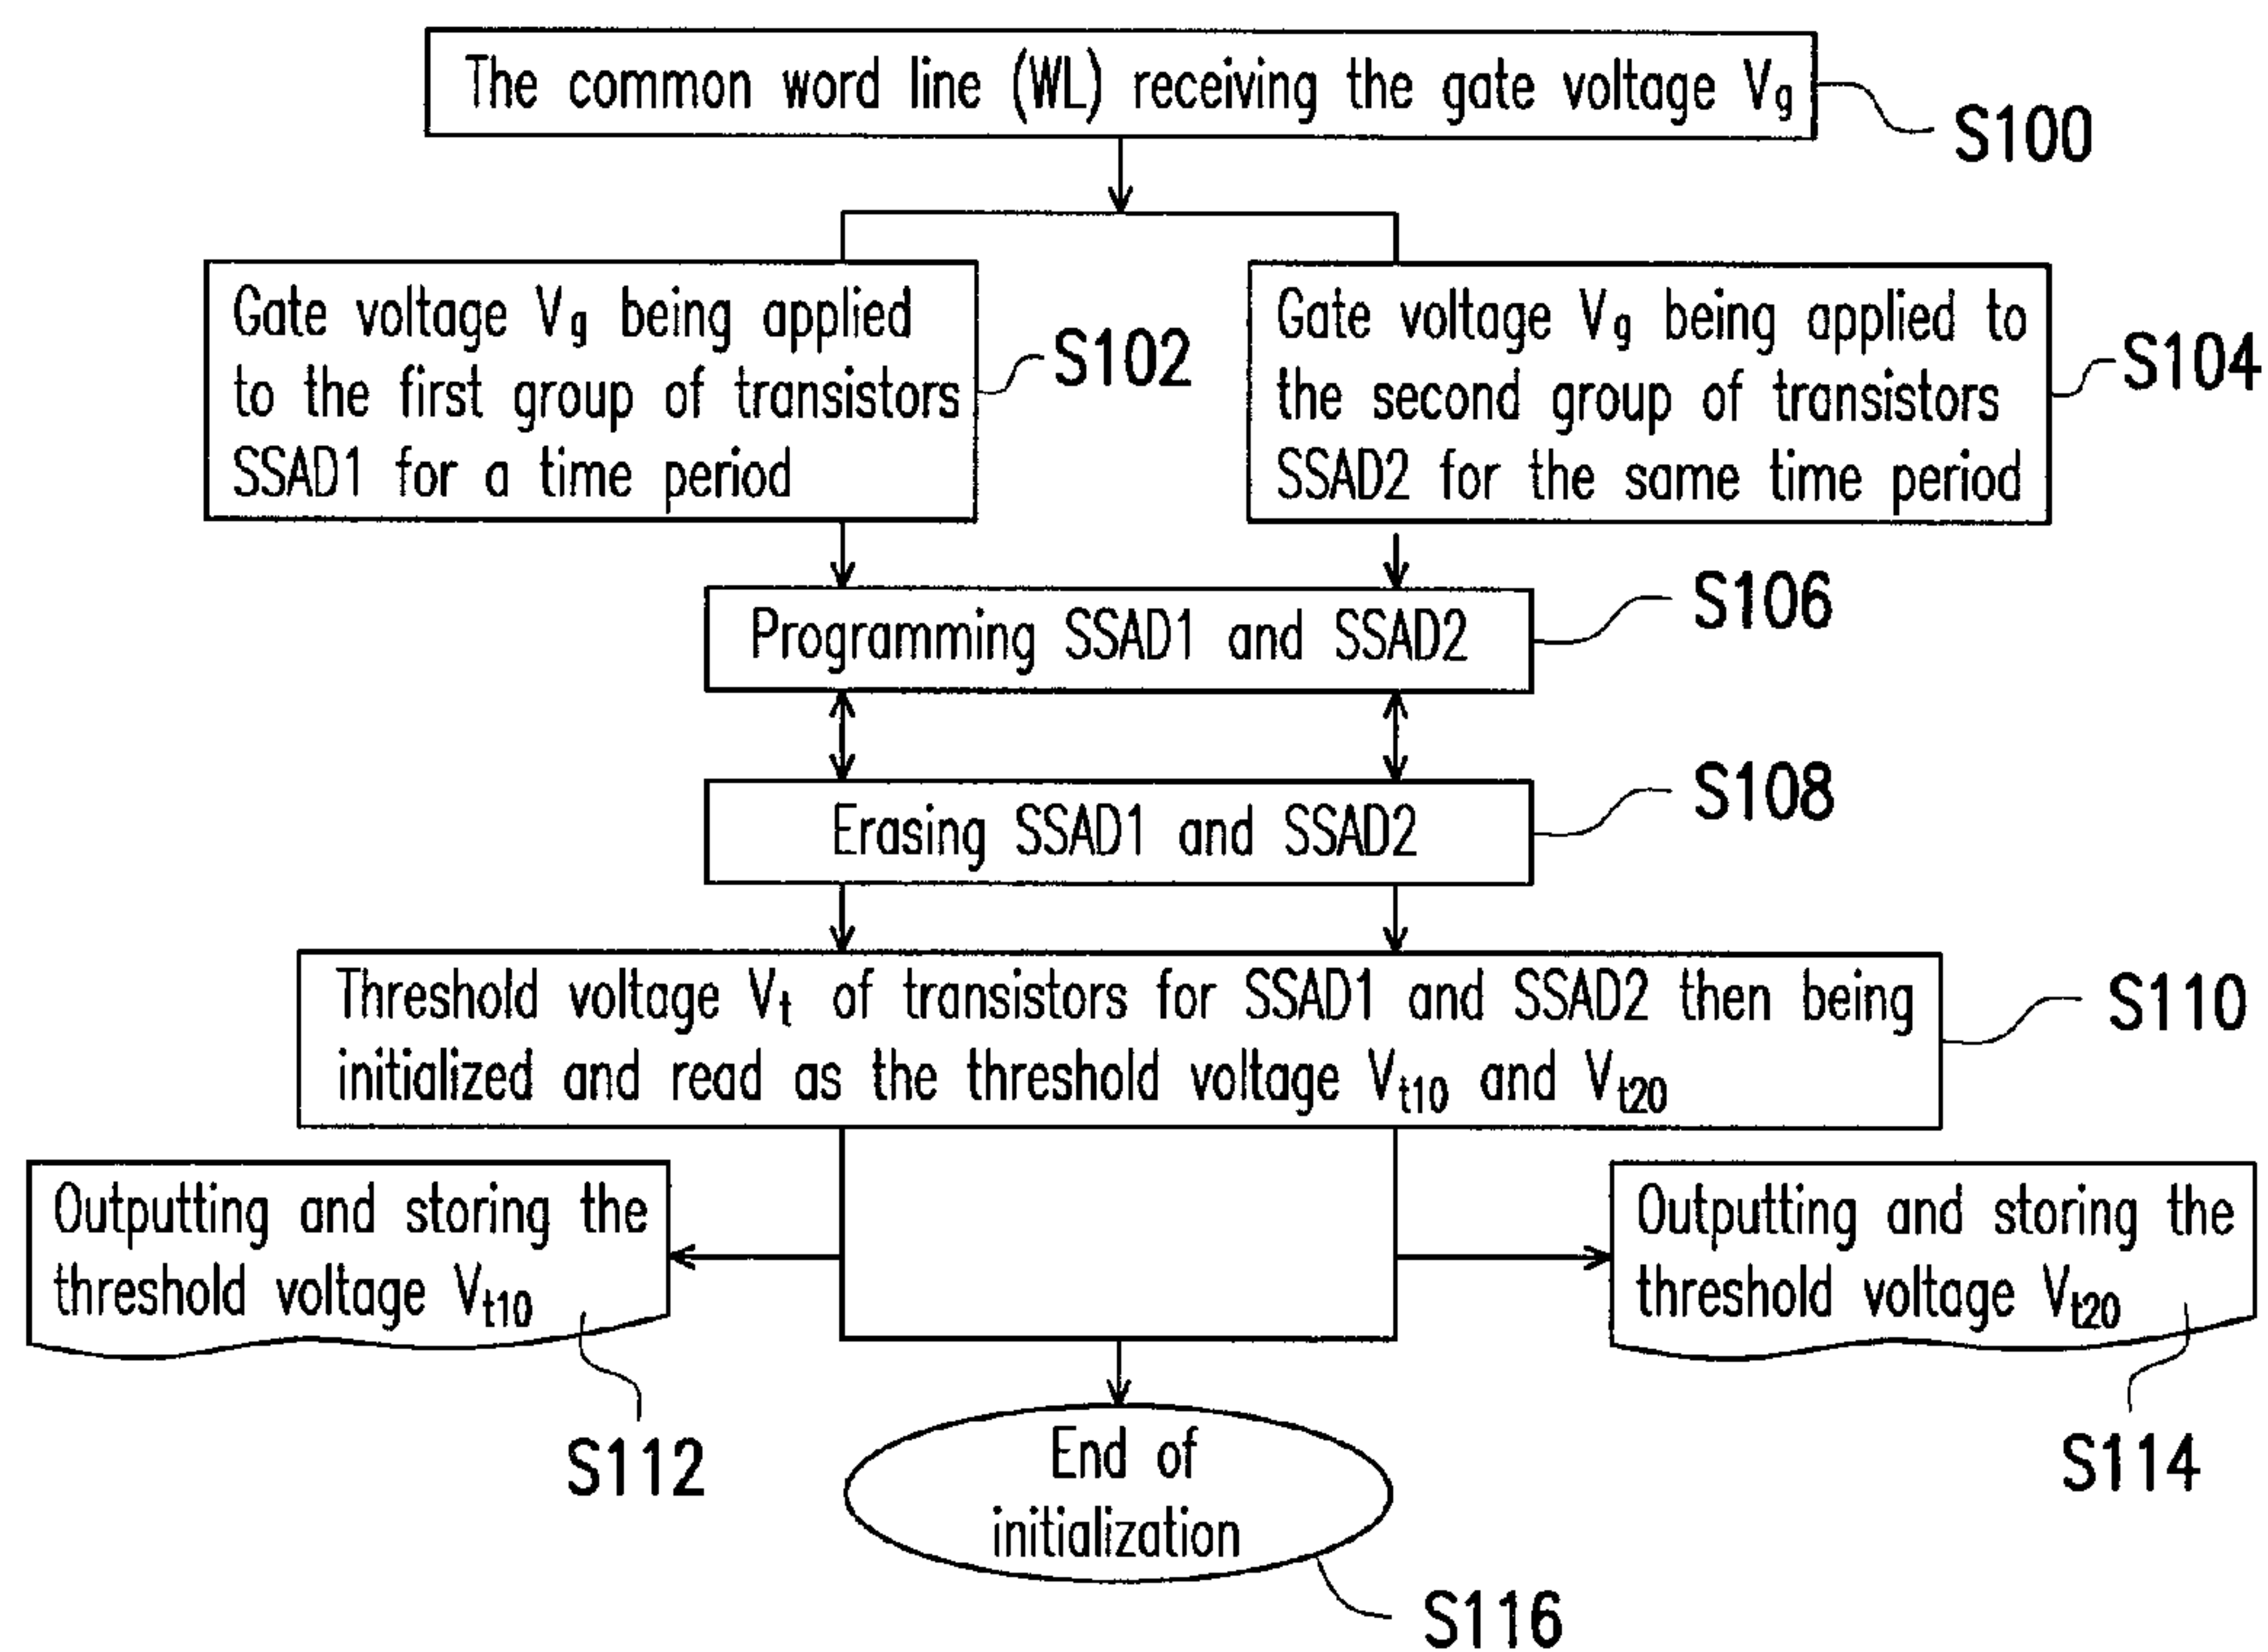 The common word line (WL) receiving the gate voltage Vg
S100
Gate voltage Vg being applied
to the first group of transistors
SSAD1 for a time period
S102
Gate voltage Vg being applied to
the second group of transistors
SSAD2 for the same time period
S104
Programming SSAD1 and SSAD2
S106
Erasing SSAD1 and SSAD2
S108
Threshold voltage Vt of transistors for SSAD1 and SSAD2 then being
initialized and read as the threshold voltage Vt10 and Vt20
S110
Outputting and storing the
threshold voltage Vt10
S112
Outputting and storing the
threshold voltage Vt20
S114
End of
initialization
S116